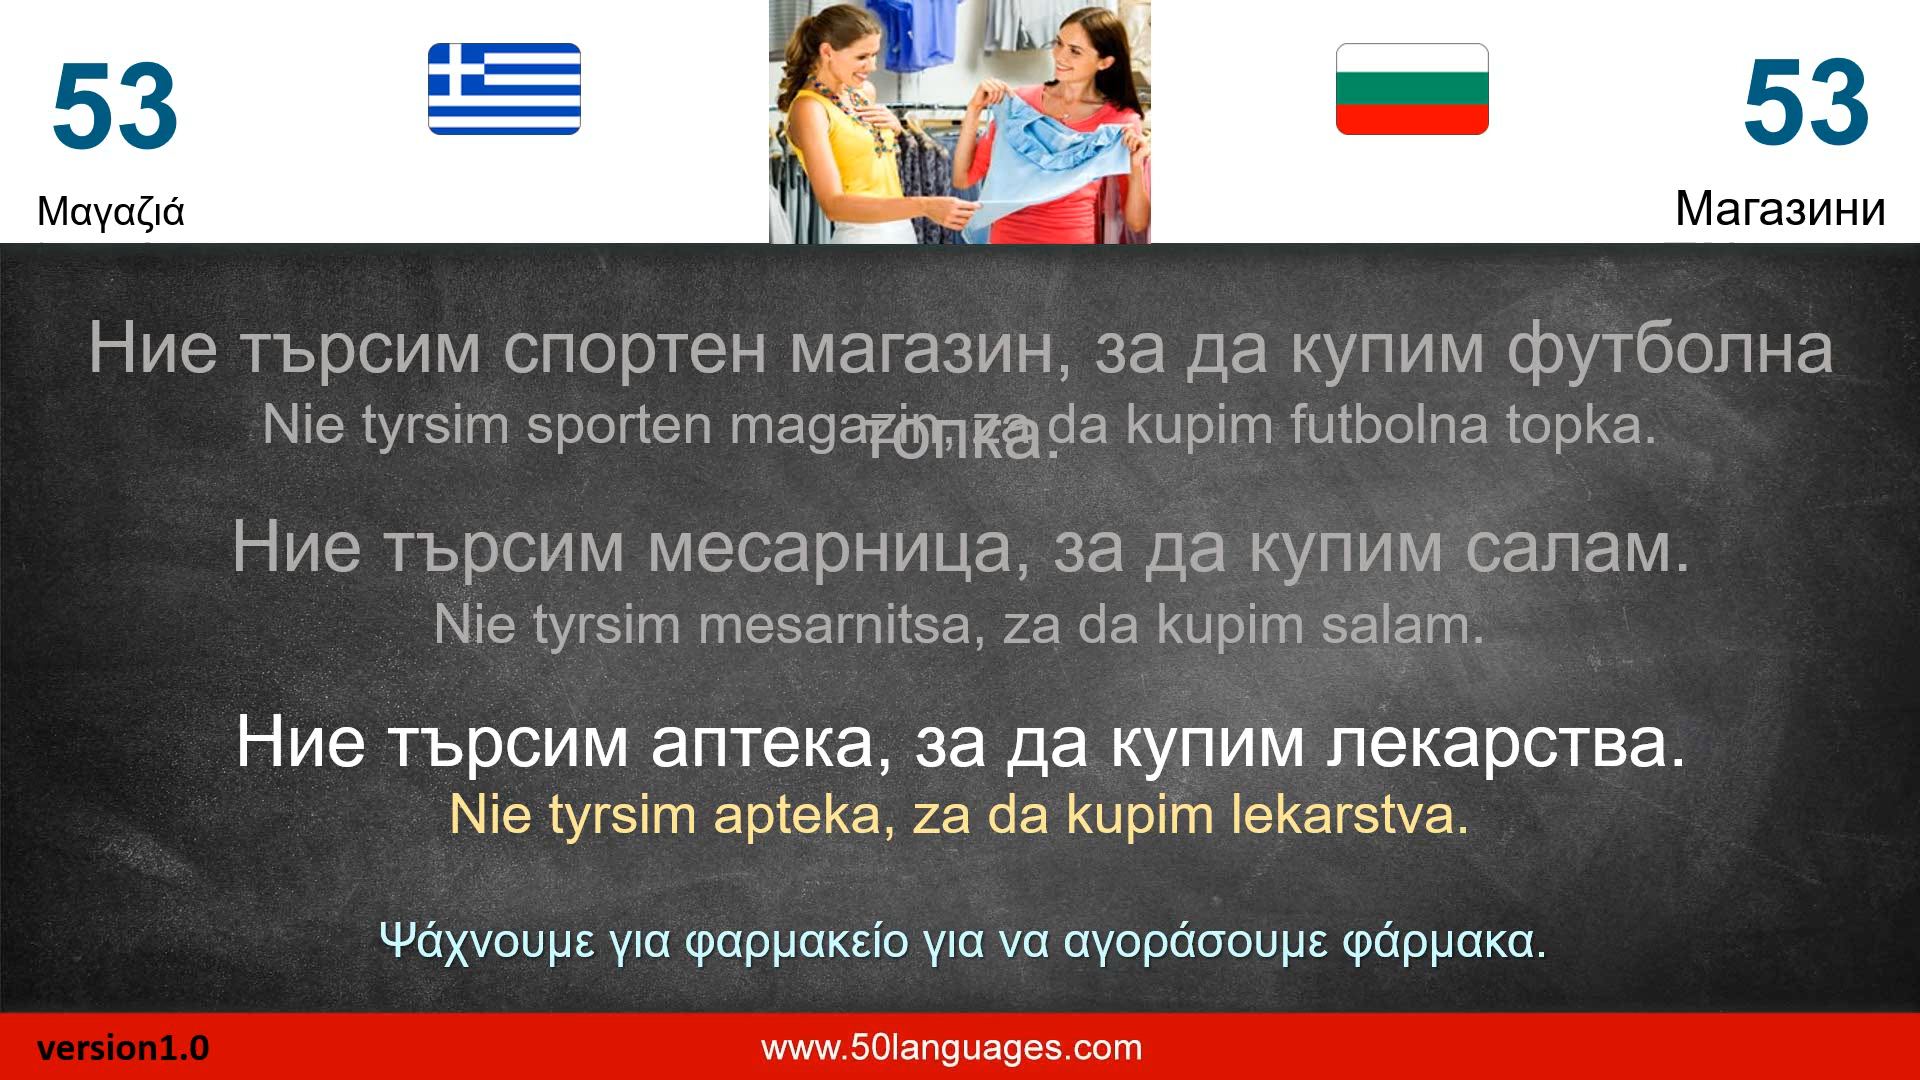 53
53
Μαγαζιά
Магазини
Ние търсим спортен магазин, за да купим футболна
топка.
Nie tyrsim sporten magazin, za da kupim futbolna topka.
Ние търсим месарница, за да купим салам.
Nie tyrsim mesarnitsa, za da kupim salam.
Ние търсим аптека, за да купим лекарства.
Nie tyrsim apteka, za da kupim lekarstva.
Ψάχνουμε για φαρμακείο για να αγοράσουμε φάρμακα.
version1.0
www.50languages.com